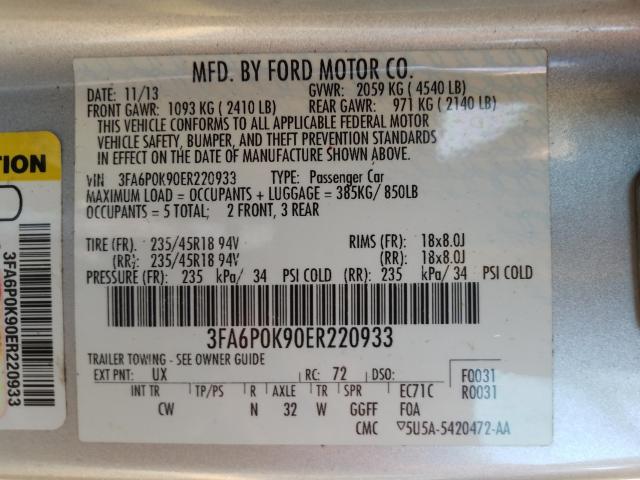 MFD. BY FORD MOTOR CO.
DATE: 11/13 GVWR: 2059 KG ( 4540 LB)
FRONT GAWR: 1093 KG ( 2410 LB) REAR GAWR: 971 KG ( 2140 LB)
THIS VEHICLE CONFORMS TO ALL APPLICABLE FEDERAL MOTOR
VEHICLE SAFETY, BUMPER, AND THEFT PREVENTION STANDARDS
IN EFFECT ON THE DATE OF MANUFACTURE SHOWN ABOVE.
VIN: 3FA6P0K90ER220933 TYPE: Passenger Car
MAXIMUM LOAD = OCCUPANTS + LUGGAGE = 385KG/ 850LB
OCCUPANTS = 5 TOTAL; 2 FRONT, 3 REAR
TIRE (FR): 235/45R18 94V RIMS (FR): 18x8.0J
(RR): 235/45R18 94V (RR): 18x8.0J
PRESSURE (FR): 235 kPa/ 34 PSI COLD (RR): 235 kPa/ 34 PSI COLD
3FA6P0K90ER220933
TRAILER TOWING - SEE OWNER GUIDE
EXT PNT: UX RC: 72 DSO: F0031
INT TR TP/PS R AXLE TR SPR EC71C R0031
CW N 32 W GGFF FOA
CMC ▽5U5A-5420472-AA
TION
3FA6P0K90ER220933